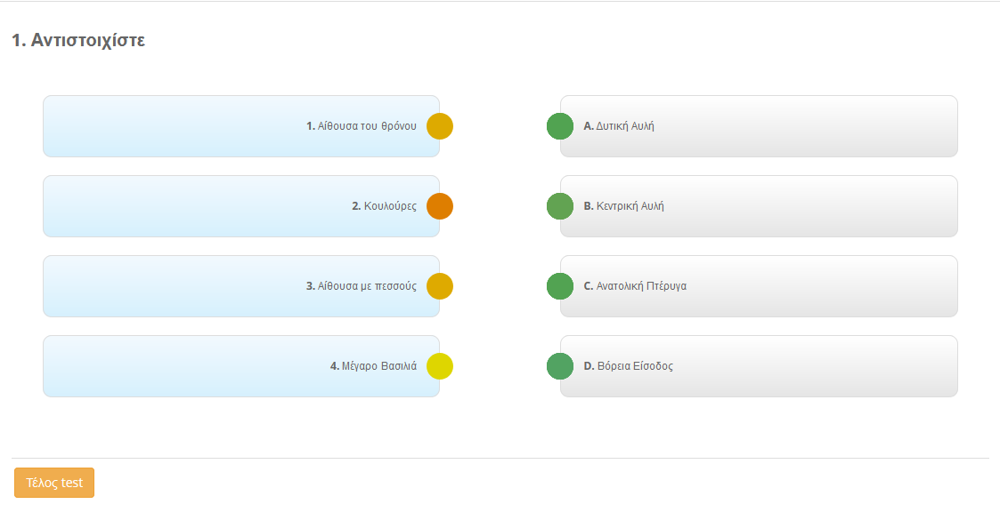 1. Αντιστοιχίστε
1. Αίθουσα του θρόνου
A. Δυτική Αυλή
2. Κουλούρες
B. Κεντρική Αυλή
3. Αίθουσα με πεσσούς
C. Ανατολική Πτέρυγα
4. Μέγαρο Βασιλιά
D. Βόρεια Είσοδος
Τέλος test